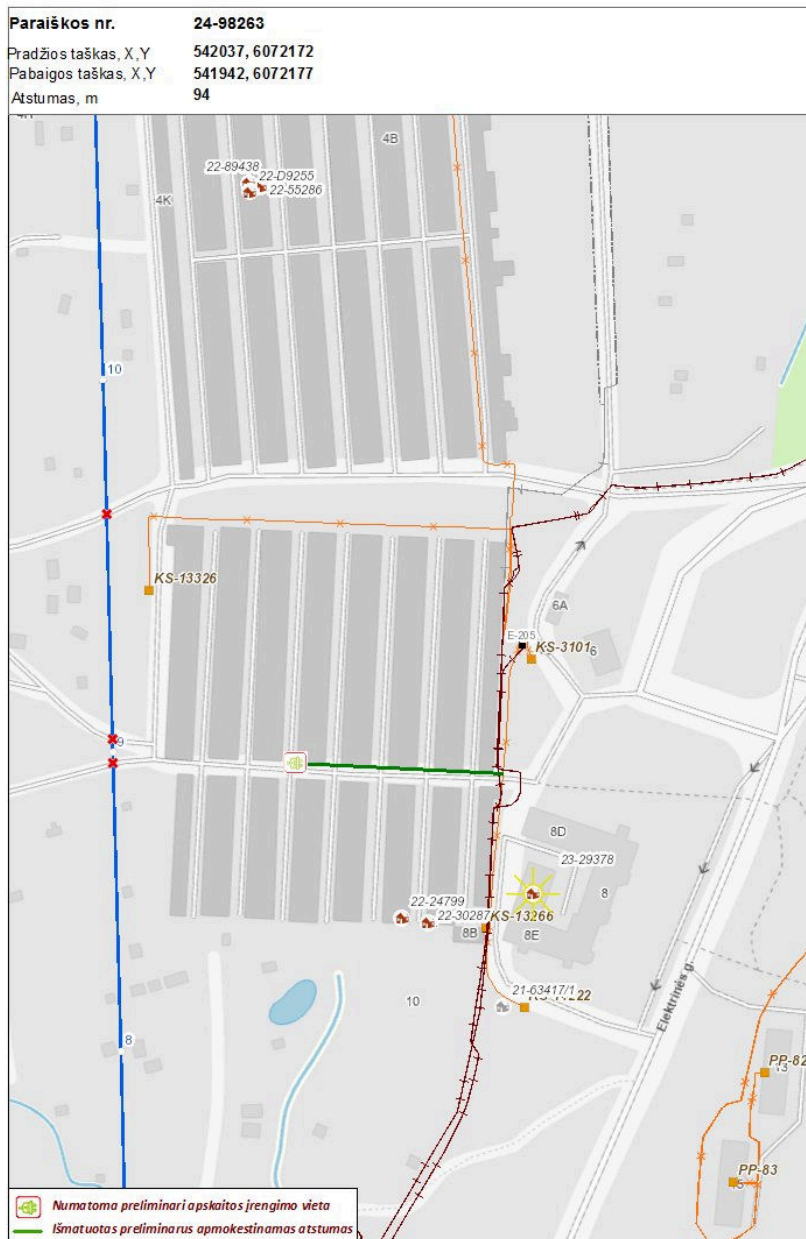 Paraiškos nr. 24-98263
Pradžios taškas, X,Y 542037, 6072172
Pabaigos taškas, X,Y 541942, 6072177
Atstumas, m 94
4B
22-89438
22-D9255
22-55286
4K
10
KS-13326
6A
E-205
KS-3101
6
9
8D
23-29378
8
22-24799
22-30287
KS-13266
8B
8E
21-63417/1
10
Elektrinės g.
8
PP-82
13
PP-83
15
Numatoma preliminari apskaitos įrengimo vieta
Išmatuotas preliminarus apmokestinamas atstumas